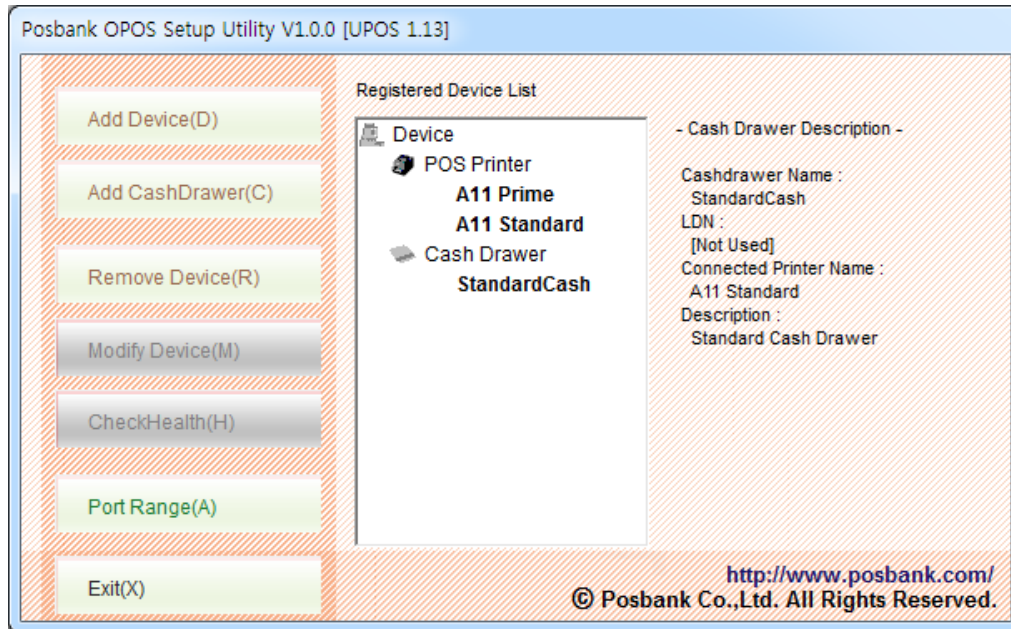 Posbank OPOS Setup Utility V1.0.0 [UPOS 1.13]
Add Device(D)
Add CashDrawer(C)
Remove Device(R)
Modify Device(M)
CheckHealth(H)
Port Range(A)
Exit(X)
Registered Device List
Device
POS Printer
A11 Prime
A11 Standard
Cash Drawer
StandardCash
- Cash Drawer Description -
Cashdrawer Name :
StandardCash
LDN :
[Not Used]
Connected Printer Name :
A11 Standard
Description :
Standard Cash Drawer
http://www.posbank.com/
© Posbank Co.,Ltd. All Rights Reserved.